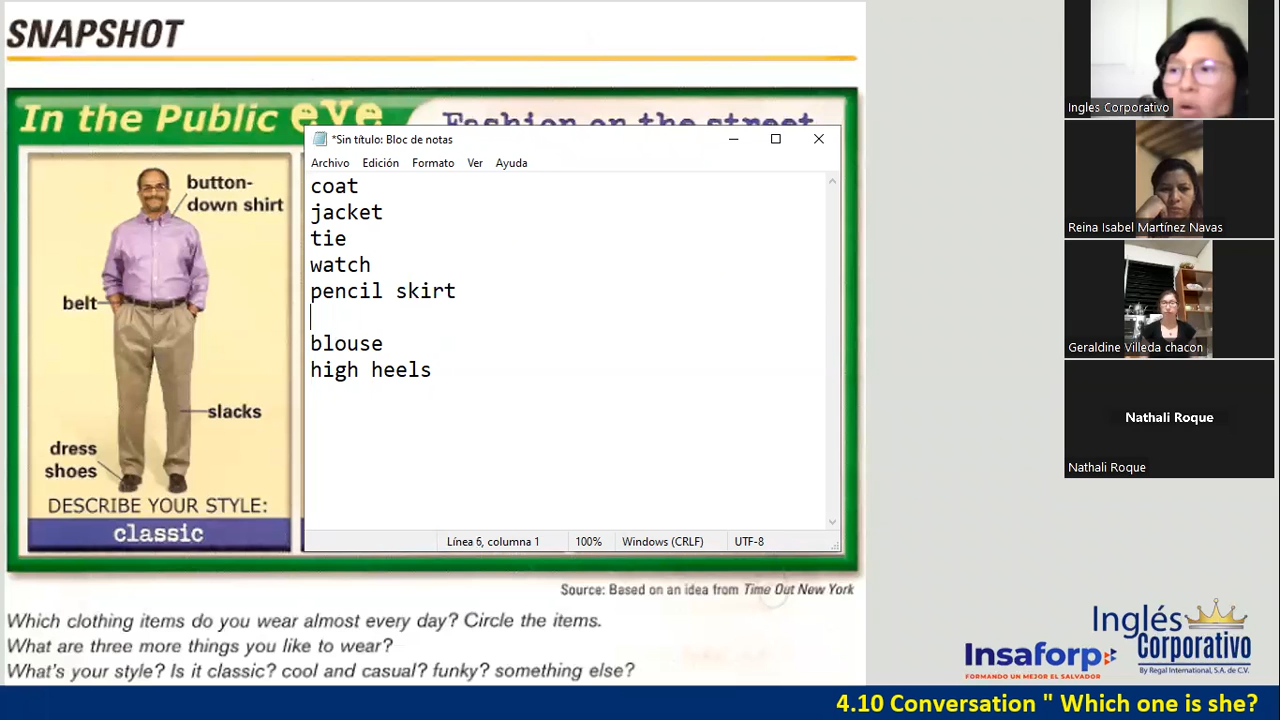 SNAPSHOT
In the Public eye
Fashion on the street
button-
down shirt
belt
slacks
dress
shoes
DESCRIBE YOUR STYLE:
classic
*Sin título: Bloc de notas
Archivo Edición Formato Ver Ayuda
coat
jacket
tie
watch
pencil skirt
blouse
high heels
Línea 6, columna 1 100% Windows (CRLF) UTF-8
Source: Based on an idea from Time Out New York
Which clothing items do you wear almost every day? Circle the items.
What are three more things you like to wear?
What's your style? Is it classic? cool and casual? funky? something else?
Ingles Corporativo
Reina Isabel Martínez Navas
Geraldine Villeda chacon
Nathali Roque
Nathali Roque
Insaforp
FORMANDO UN MEJOR EL SALVADOR
Inglés
Corporativo
By Regal International, S.A. de C.V.
4.10 Conversation " Which one is she?